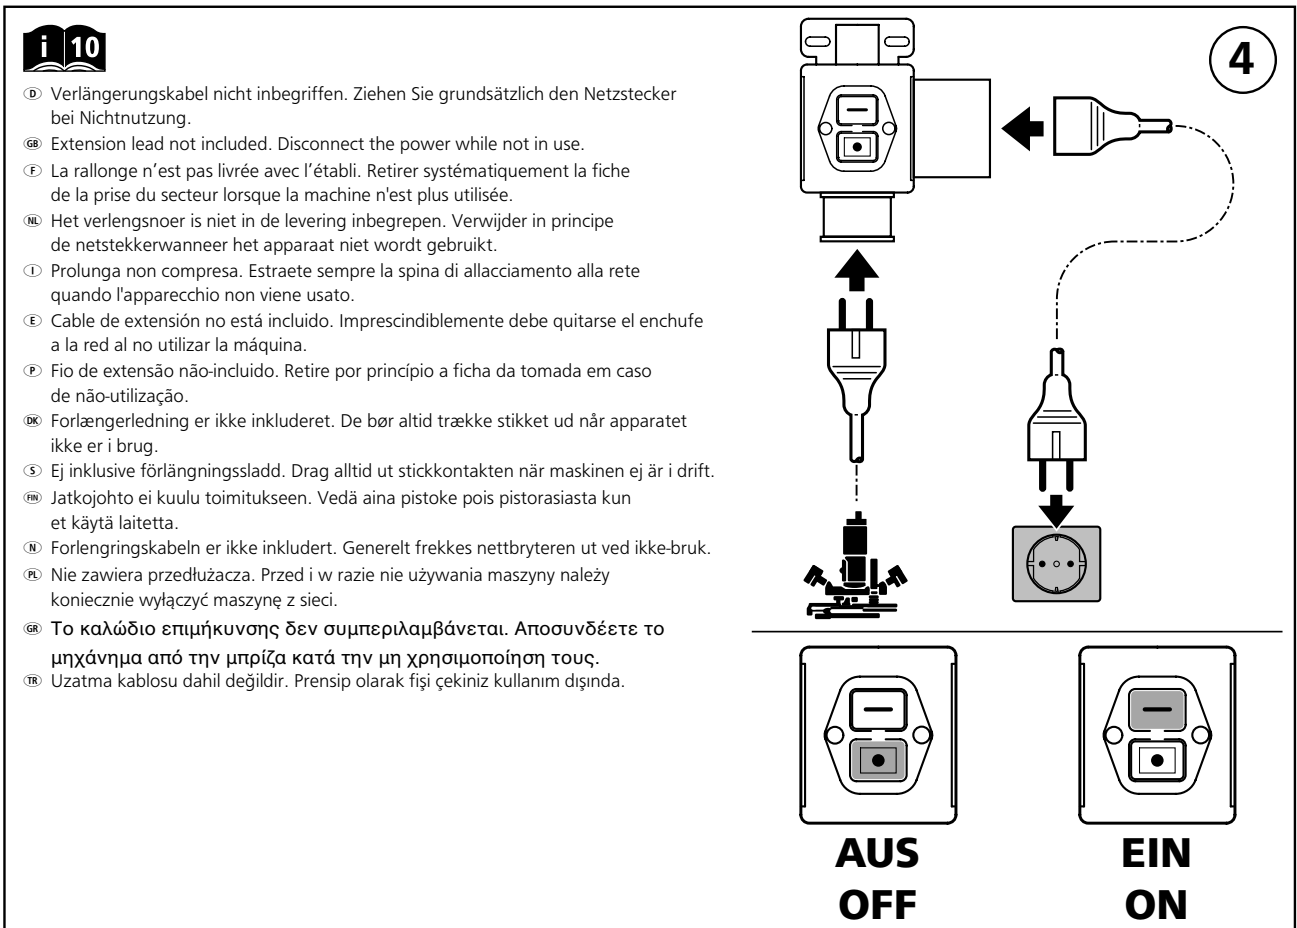 i 10
4
D Verlängerungskabel nicht inbegriffen. Ziehen Sie grundsätzlich den Netzstecker
bei Nichtnutzung.
GB Extension lead not included. Disconnect the power while not in use.
F La rallonge n’est pas livrée avec l’établi. Retirer systématiquement la fiche
de la prise du secteur lorsque la machine n'est plus utilisée.
NL Het verlengsnoer is niet in de levering inbegrepen. Verwijder in principe
de netstekkerwanneer het apparaat niet wordt gebruikt.
I Prolunga non compresa. Estraete sempre la spina di allacciamento alla rete
quando l'apparecchio non viene usato.
E Cable de extensión no está incluido. Imprescindiblemente debe quitarse el enchufe
a la red al no utilizar la máquina.
P Fio de extensão não-incluido. Retire por princípio a ficha da tomada em caso
de não-utilização.
DK Forlængerledning er ikke inkluderet. De bør altid trække stikket ud når apparatet
ikke er i brug.
S Ej inklusive förlängningssladd. Drag alltid ut stickkontakten när maskinen ej är i drift.
FIN Jatkojohto ei kuulu toimitukseen. Vedä aina pistoke pois pistorasiasta kun
et käytä laitetta.
N Forlengringskabeln er ikke inkludert. Generelt frekkes nettbryteren ut ved ikke-bruk.
PL Nie zawiera przedłużacza. Przed i w razie nie używania maszyny należy
koniecznie wyłączyć maszynę z sieci.
GR Το καλώδιο επιμήκυνσης δεν συμπεριλαμβάνεται. Αποσυνδέετε το
μηχάνημα από την μπρίζα κατά την μη χρησιμοποίηση τους.
TR Uzatma kablosu dahil değildir. Prensip olarak fişi çekiniz kullanım dışında.
AUS
OFF
EIN
ON